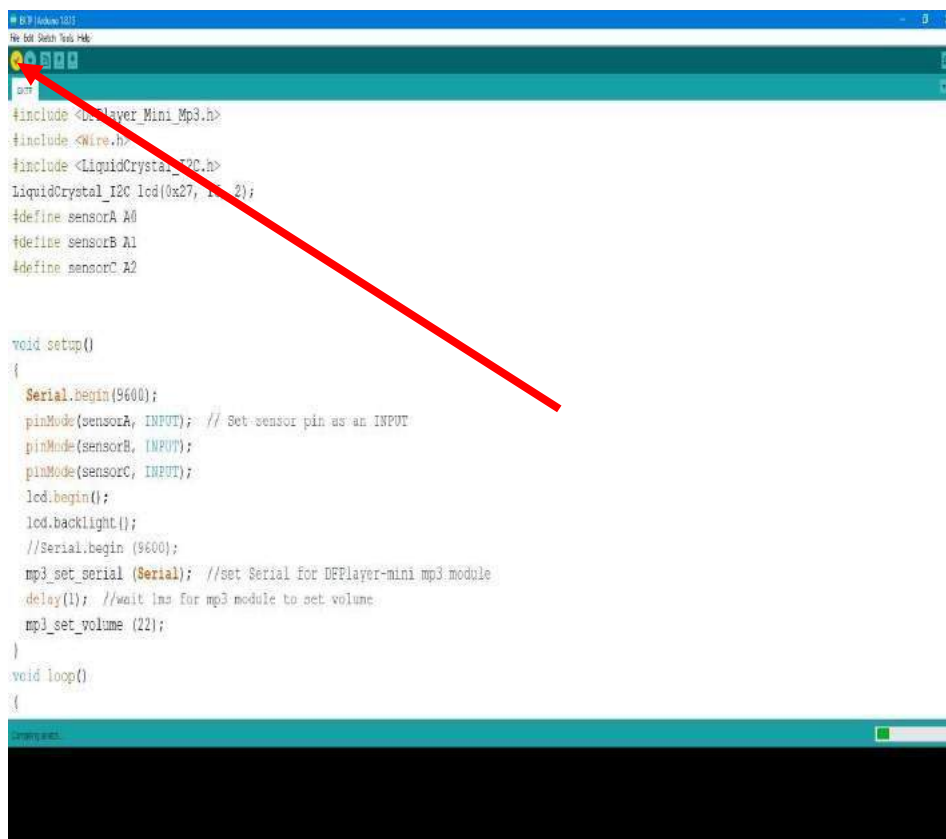 File Edit Sketch Tools Help
#include <DFPlayer_Mini_Mp3.h>
#include <Wire.h>
#include <LiquidCrystal_I2C.h>
LiquidCrystal_I2C lcd(0x27, 2);
#define sensorA A0
#define sensorB A1
#define sensorC A2
void setup()
{
Serial.begin(9600);
pinMode(sensorA, INPUT); // Set sensor pin as an INPUT
pinMode(sensorB, INPUT);
pinMode(sensorC, INPUT);
lcd.begin();
lcd.backlight();
//Serial.begin (9600);
mp3_set_serial (Serial); //set Serial for DFPlayer-mini mp3 module
delay(1); //wait 1ms for mp3 module to set volume
mp3_set_volume (22);
}
void loop()
{
Compiling sketch...